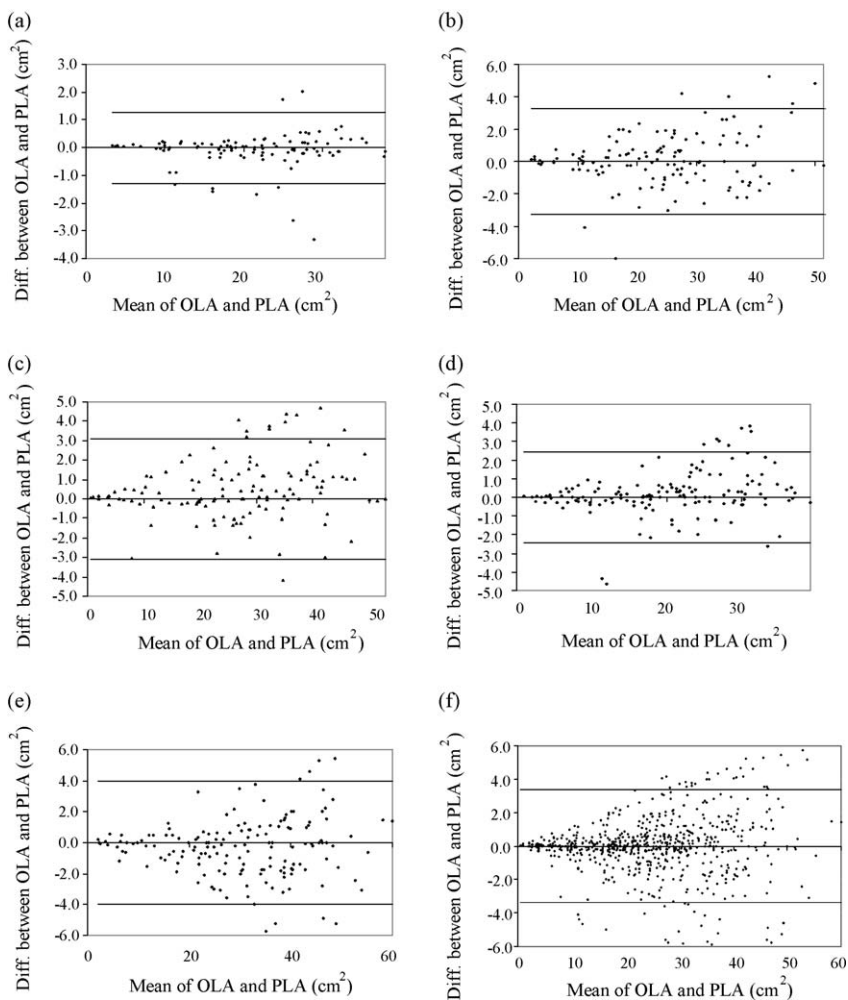 (a)
Diff. between OLA and PLA (cm²)
3.0
2.0
1.0
0.0
-1.0
-2.0
-3.0
-4.0
0 10 20 30
Mean of OLA and PLA (cm²)
(b)
Diff. between OLA and PLA (cm²)
6.0
4.0
2.0
0.0
-2.0
-4.0
-6.0
0 10 20 30 40 50
Mean of OLA and PLA (cm²)
(c)
Diff. between OLA and PLA (cm²)
5.0
4.0
3.0
2.0
1.0
0.0
-1.0
-2.0
-3.0
-4.0
-5.0
0 10 20 30 40 50
Mean of OLA and PLA (cm²)
(d)
Diff. between OLA and PLA (cm²)
5.0
4.0
3.0
2.0
1.0
0.0
-1.0
-2.0
-3.0
-4.0
5.0
0 10 20 30
Mean of OLA and PLA (cm²)
(e)
Diff. between OLA and PLA (cm²)
6.0
4.0
2.0
0.0
-2.0
-4.0
-6.0
0 20 40 60
Mean of OLA and PLA (cm²)
(f)
Diff. between OLA and PLA (cm²)
6.0
4.0
2.0
0.0
-2.0
-4.0
-6.0
0 10 20 30 40 50 60
Mean of OLA and PLA (cm²)